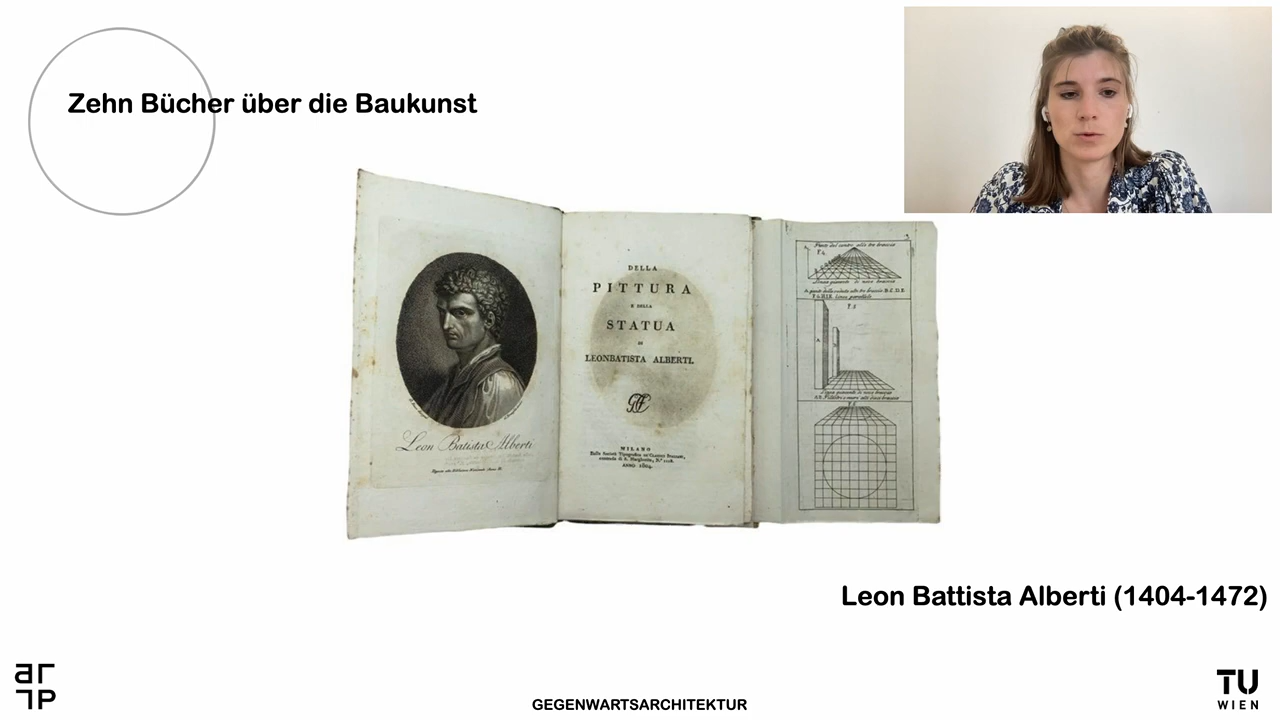 Zehn Bücher über die Baukunst
DELLA
PITTURA
E DELLA
STATUA
DI
LEONBATISTA ALBERTI.
MILANO
ANNO 1804.
Leon Batista Alberti
Leon Battista Alberti (1404-1472)
GEGENWARTSARCHITEKTUR
TU
WIEN